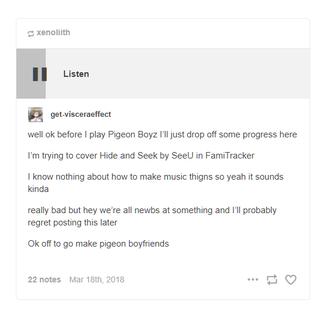 xenoliith
Listen
get-visceraeffect
well ok before I play Pigeon Boyz I'll just drop off some progress here
I'm trying to cover Hide and Seek by SeeU in FamiTracker
I know nothing about how to make music thigns so yeah it sounds
kinda
really bad but hey we're all newbs at something and I'll probably
regret posting this later
Ok off to go make pigeon boyfriends
22 notes Mar 18th, 2018